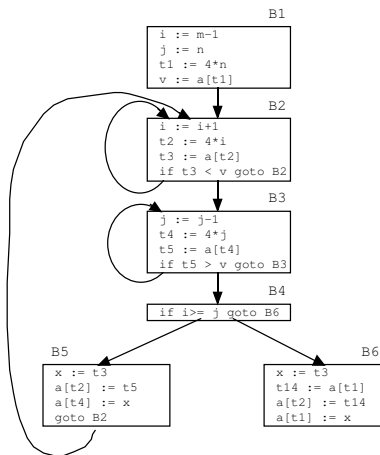 B1
i := m-1
j := n
t1 := 4*n
v := a[t1]
B2
i := i+1
t2 := 4*i
t3 := a[t2]
if t3 < v goto B2
B3
j := j-1
t4 := 4*j
t5 := a[t4]
if t5 > v goto B3
B4
if i>= j goto B6
B5
x := t3
a[t2] := t5
a[t4] := x
goto B2
B6
x := t3
t14 := a[t1]
a[t2] := t14
a[t1] := x